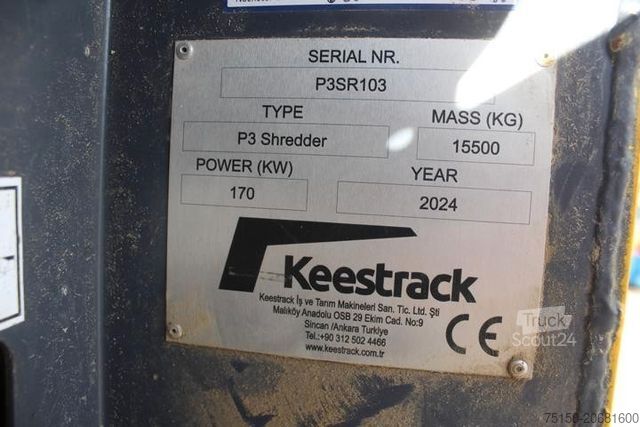 SERIAL NR.
P3SR103
TYPE
MASS (KG)
P3 Shredder
15500
POWER (KW)
YEAR
170
2024
Keestrack
Keestrack İş ve Tarım Makineleri San. Tic. Ltd. Şti
Malıköy Anadolu OSB 29 Ekim Cad. No:9
Sincan /Ankara Turkiye
Tel.:+90 312 502 4466
www.keestrack.com.tr
CE
Truck
Scout24
75159-20681600